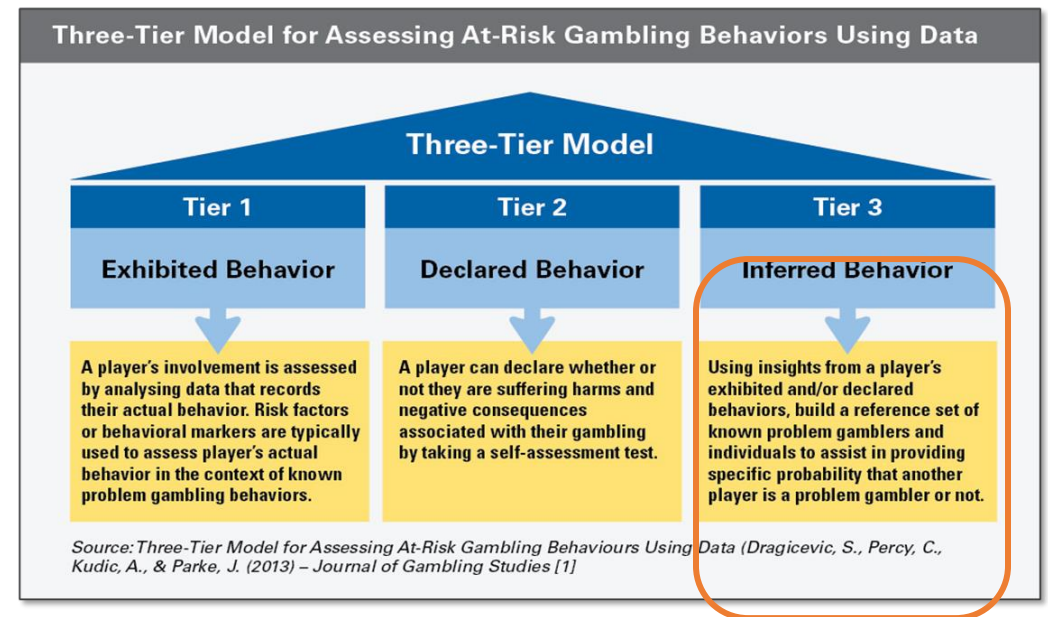 Three-Tier Model for Assessing At-Risk Gambling Behaviors Using Data
Three-Tier Model
Tier 1
Exhibited Behavior
A player's involvement is assessed
by analysing data that records
their actual behavior. Risk factors
or behavioral markers are typically
used to assess player's actual
behavior in the context of known
problem gambling behaviors.
Tier 2
Declared Behavior
A player can declare whether or
not they are suffering harms and
negative consequences
associated with their gambling
by taking a self-assessment test.
Tier 3
Inferred Behavior
Using insights from a player's
exhibited and/or declared
behaviors, build a reference set of
known problem gamblers and
individuals to assist in providing
specific probability that another
player is a problem gambler or not.
Source: Three-Tier Model for Assessing At-Risk Gambling Behaviours Using Data (Dragicevic, S., Percy, C.,
Kudic, A., & Parke, J. (2013) – Journal of Gambling Studies [1]